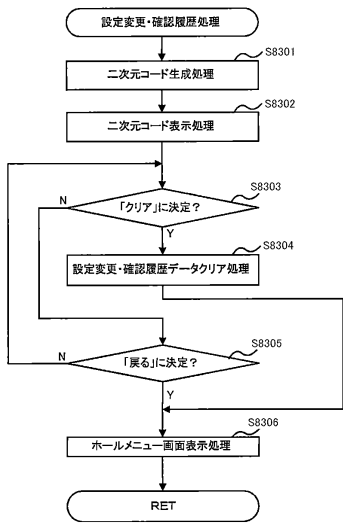 設定変更・確認履歴処理
S8301
二次元コード生成処理
S8302
二次元コード表示処理
S8303
N
「クリア」に決定?
Y
S8304
設定変更・確認履歴データクリア処理
S8305
N
「戻る」に決定?
Y
S8306
ホールメニュー画面表示処理
RET